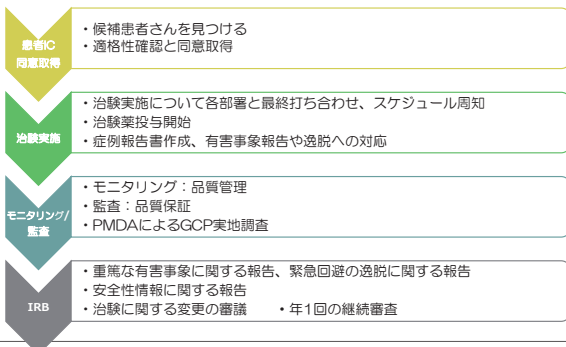 患者IC
同意取得
・候補患者さんを見つける
・適格性確認と同意取得
治験実施
・治験実施について各部署と最終打ち合わせ、スケジュール周知
・治験薬投与開始
・症例報告書作成、有害事象報告や逸脱への対応
モニタリング/
監査
・モニタリング：品質管理
・監査：品質保証
・PMDAによるGCP実地調査
IRB
・重篤な有害事象に関する報告、緊急回避の逸脱に関する報告
・安全性情報に関する報告
・治験に関する変更の審議　・年1回の継続審査